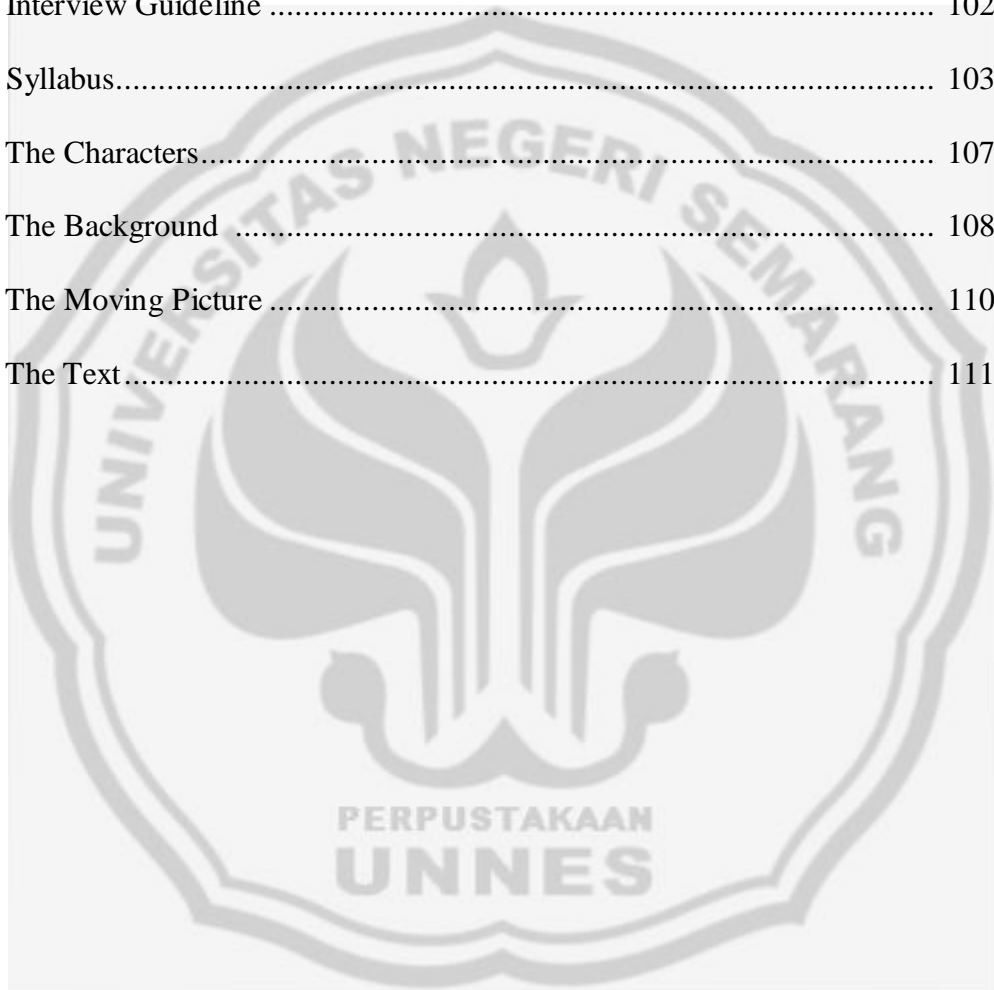 Interview Guideline ........................................................................... 102
Syllabus............................................................................................ 103
The Characters.................................................................................. 107
The Background ............................................................................... 108
The Moving Picture ........................................................................... 110
The Text............................................................................................ 111
UNIVERSITAS NEGERI SEMARANG
PERPUSTAKAAN
UNNES